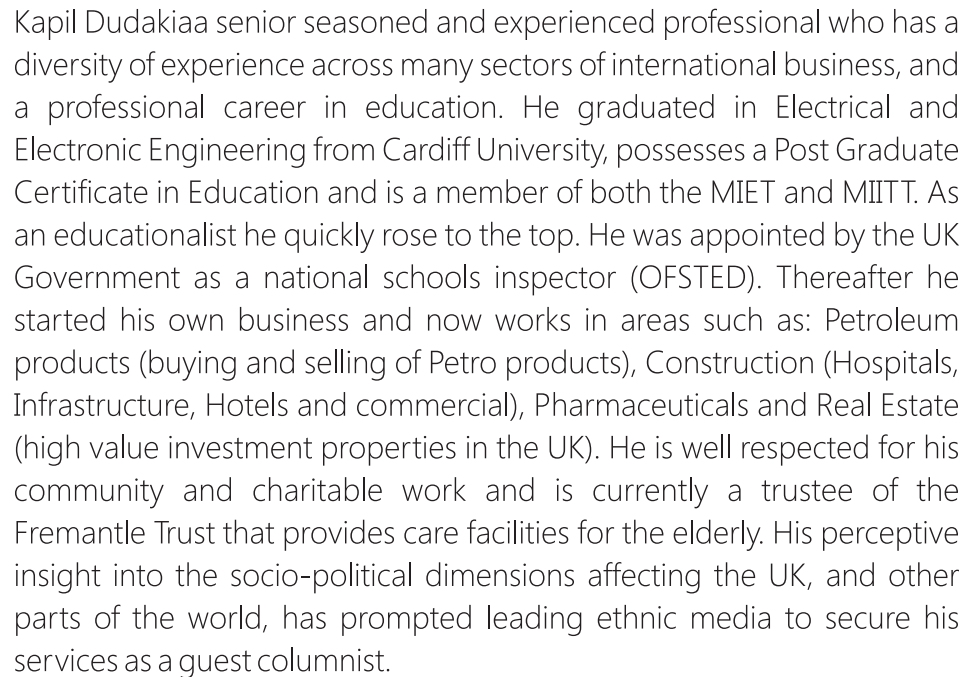 Kapil Dudakiaa senior seasoned and experienced professional who has a
diversity of experience across many sectors of international business, and
a professional career in education. He graduated in Electrical and
Electronic Engineering from Cardiff University, possesses a Post Graduate
Certificate in Education and is a member of both the MIET and MIITT. As
an educationalist he quickly rose to the top. He was appointed by the UK
Government as a national schools inspector (OFSTED). Thereafter he
started his own business and now works in areas such as: Petroleum
products (buying and selling of Petro products), Construction (Hospitals,
Infrastructure, Hotels and commercial), Pharmaceuticals and Real Estate
(high value investment properties in the UK). He is well respected for his
community and charitable work and is currently a trustee of the
Fremantle Trust that provides care facilities for the elderly. His perceptive
insight into the socio-political dimensions affecting the UK, and other
parts of the world, has prompted leading ethnic media to secure his
services as a guest columnist.